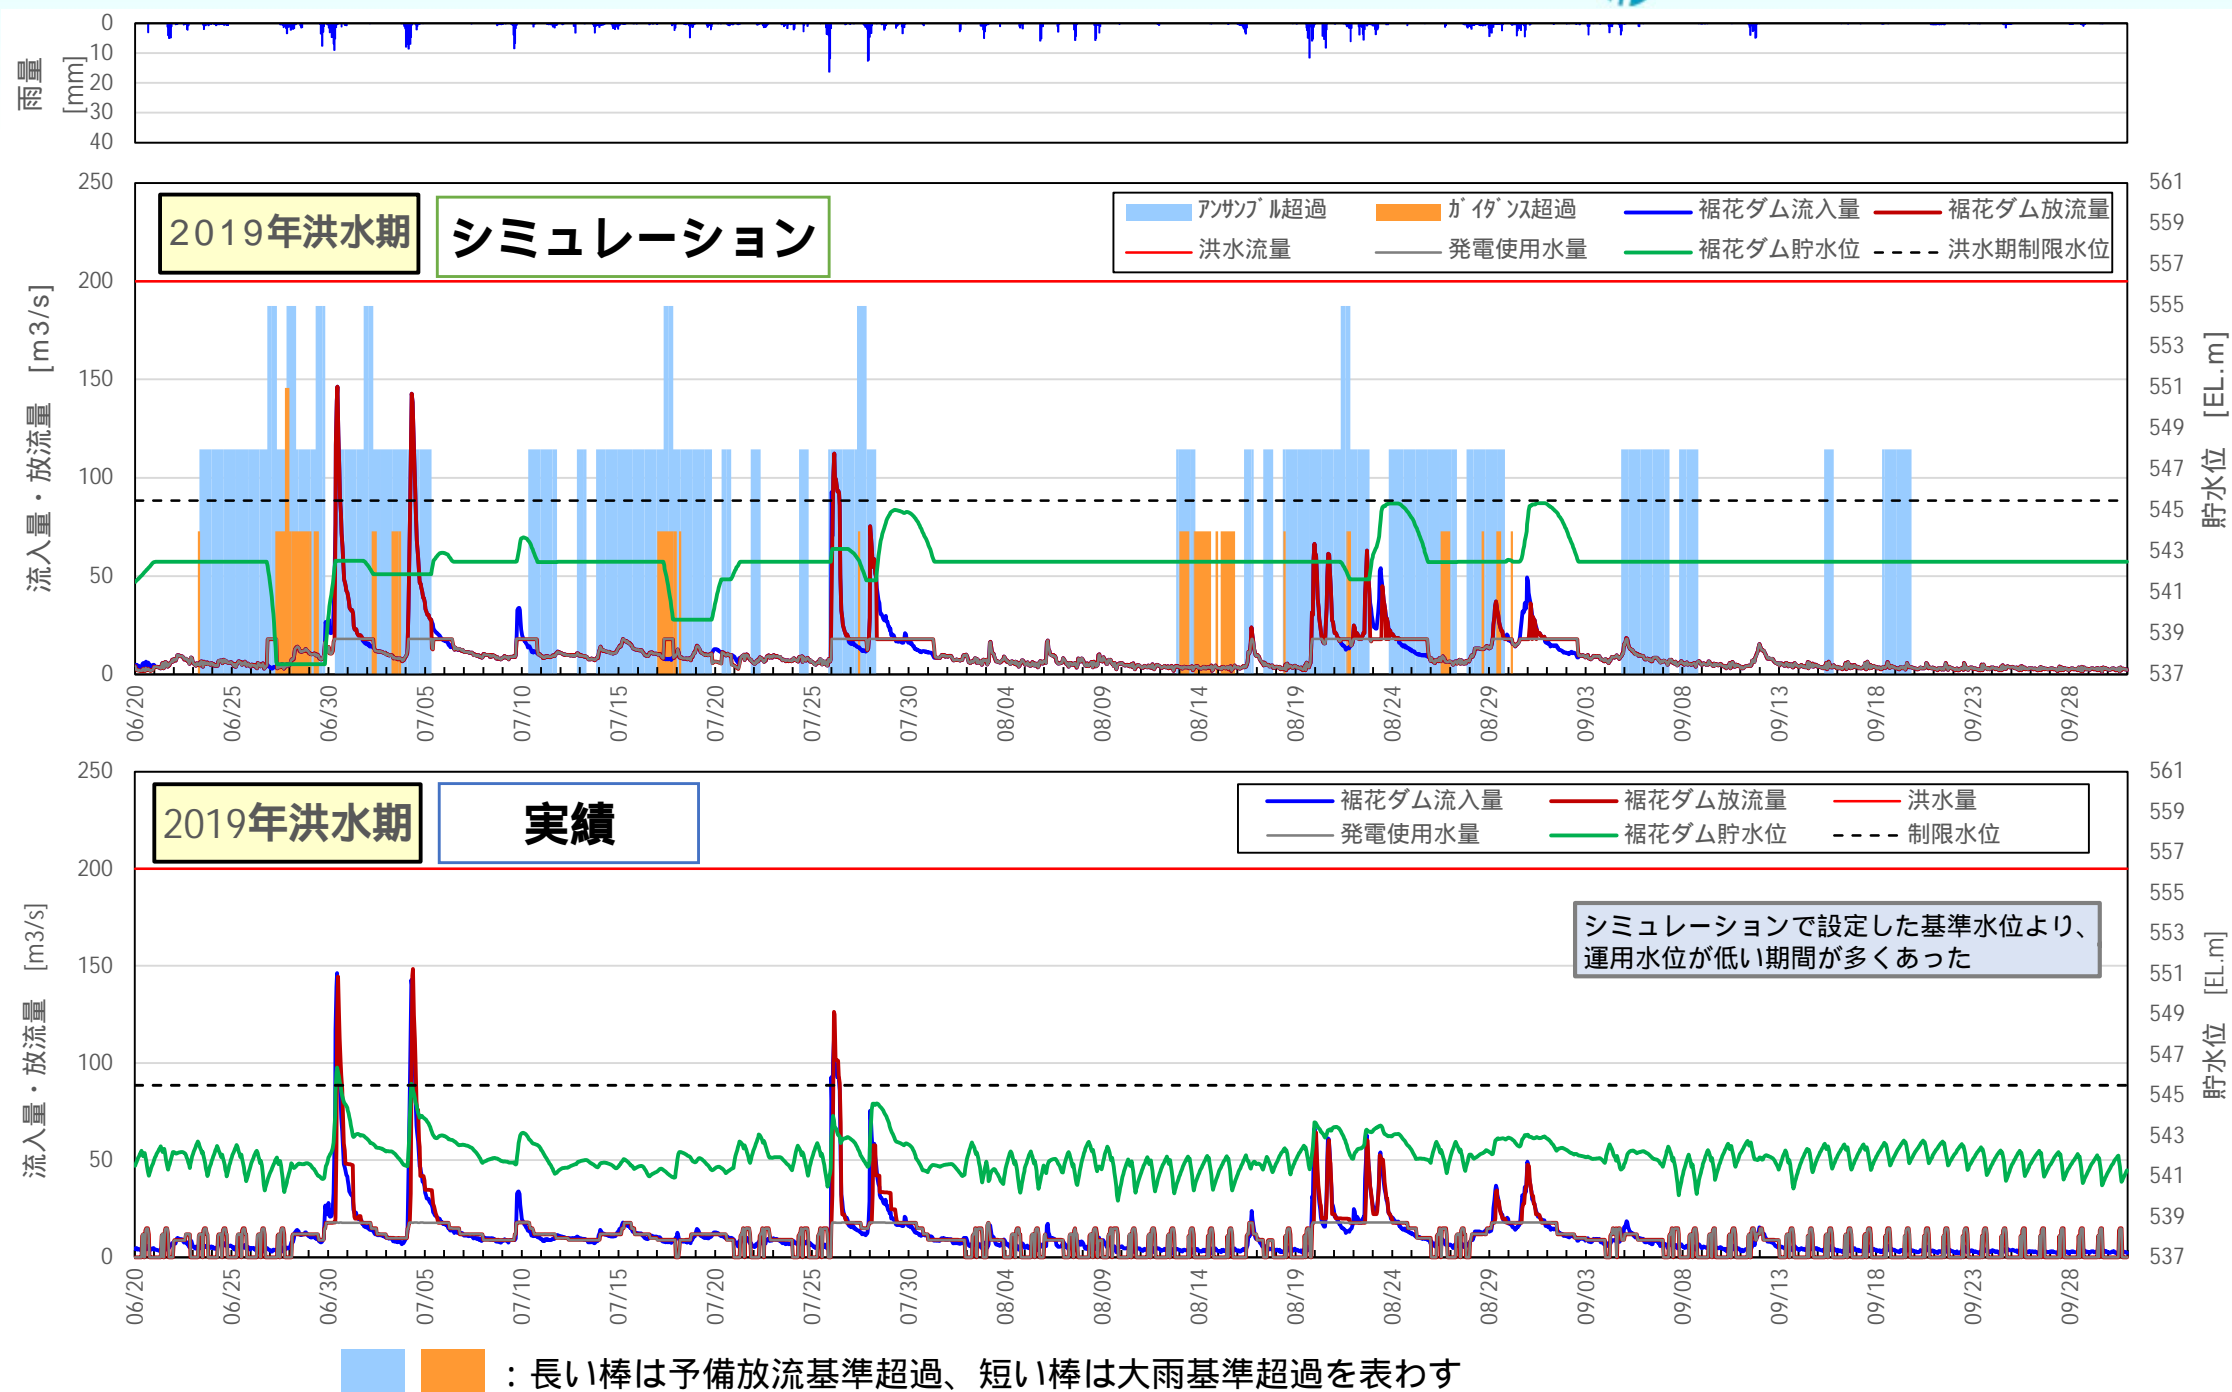 雨量
[mm]
0
10
20
30
40
2019年洪水期
シミュレーション
ｱﾝｻﾝﾌﾞﾙ超過
ｶﾞｲﾀﾞﾝｽ超過
裾花ダム流入量
裾花ダム放流量
洪水流量
発電使用水量
裾花ダム貯水位
洪水期制限水位
流入量・放流量 [m3/s]
250
200
150
100
50
0
561
559
557
555
553
551
549
547
545
543
541
539
537
貯水位 [EL.m]
06/20 06/25 06/30 07/05 07/10 07/15 07/20 07/25 07/30 08/04 08/09 08/14 08/19 08/24 08/29 09/03 09/08 09/13 09/18 09/23 09/28
2019年洪水期
実績
裾花ダム流入量
裾花ダム放流量
洪水量
発電使用水量
裾花ダム貯水位
制限水位
シミュレーションで設定した基準水位より、
運用水位が低い期間が多くあった
流入量・放流量 [m3/s]
250
200
150
100
50
0
561
559
557
555
553
551
549
547
545
543
541
539
537
貯水位 [EL.m]
06/20 06/25 06/30 07/05 07/10 07/15 07/20 07/25 07/30 08/04 08/09 08/14 08/19 08/24 08/29 09/03 09/08 09/13 09/18 09/23 09/28
：長い棒は予備放流基準超過、短い棒は大雨基準超過を表わす